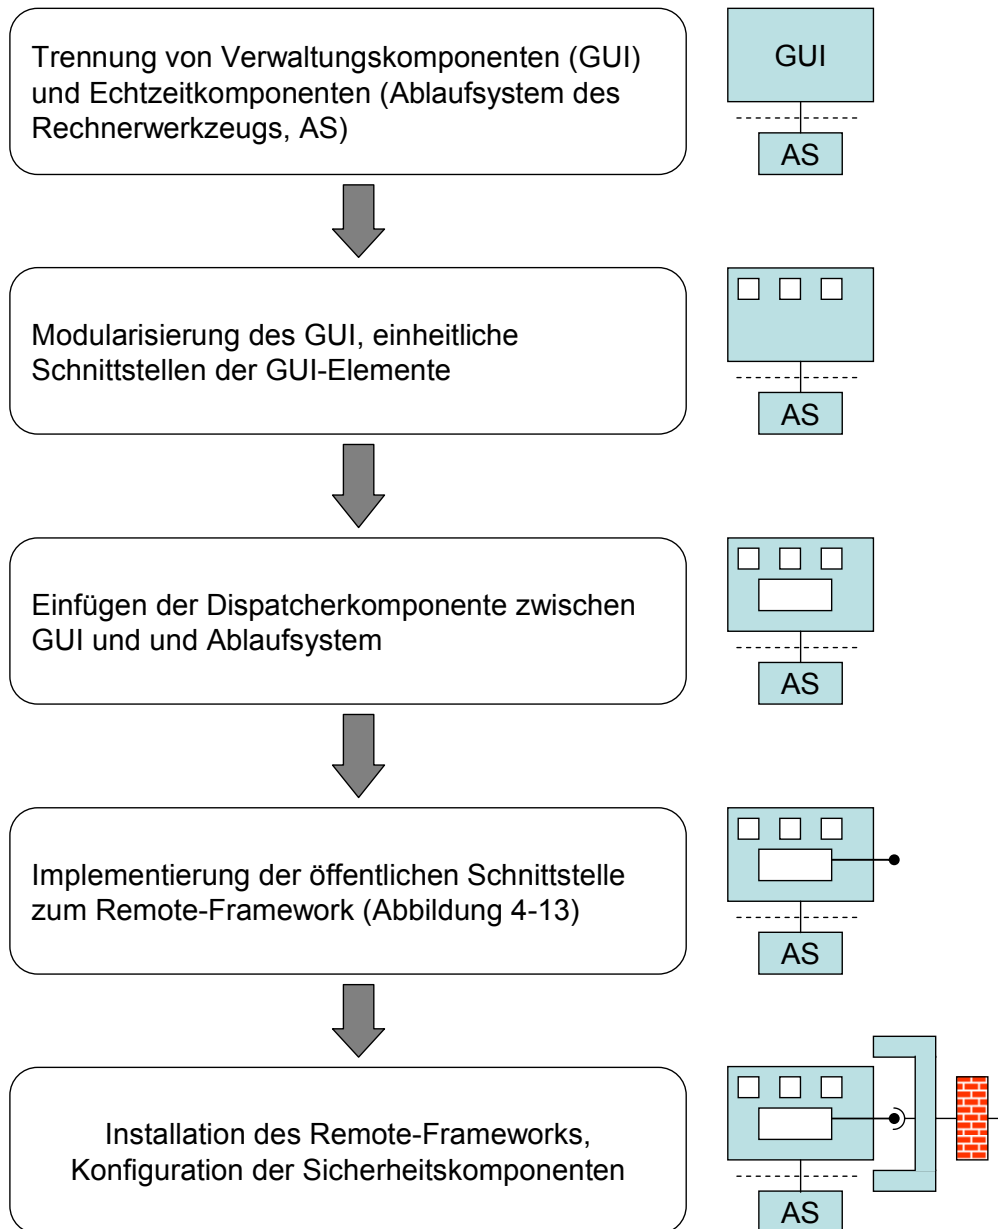 Trennung von Verwaltungskomponenten (GUI)
und Echtzeitkomponenten (Ablaufsystem des
Rechnerwerkzeugs, AS)
GUI
AS
Modularisierung des GUI, einheitliche
Schnittstellen der GUI-Elemente
AS
Einfügen der Dispatcherkomponente zwischen
GUI und und Ablaufsystem
AS
Implementierung der öffentlichen Schnittstelle
zum Remote-Framework (Abbildung 4-13)
AS
Installation des Remote-Frameworks,
Konfiguration der Sicherheitskomponenten
AS